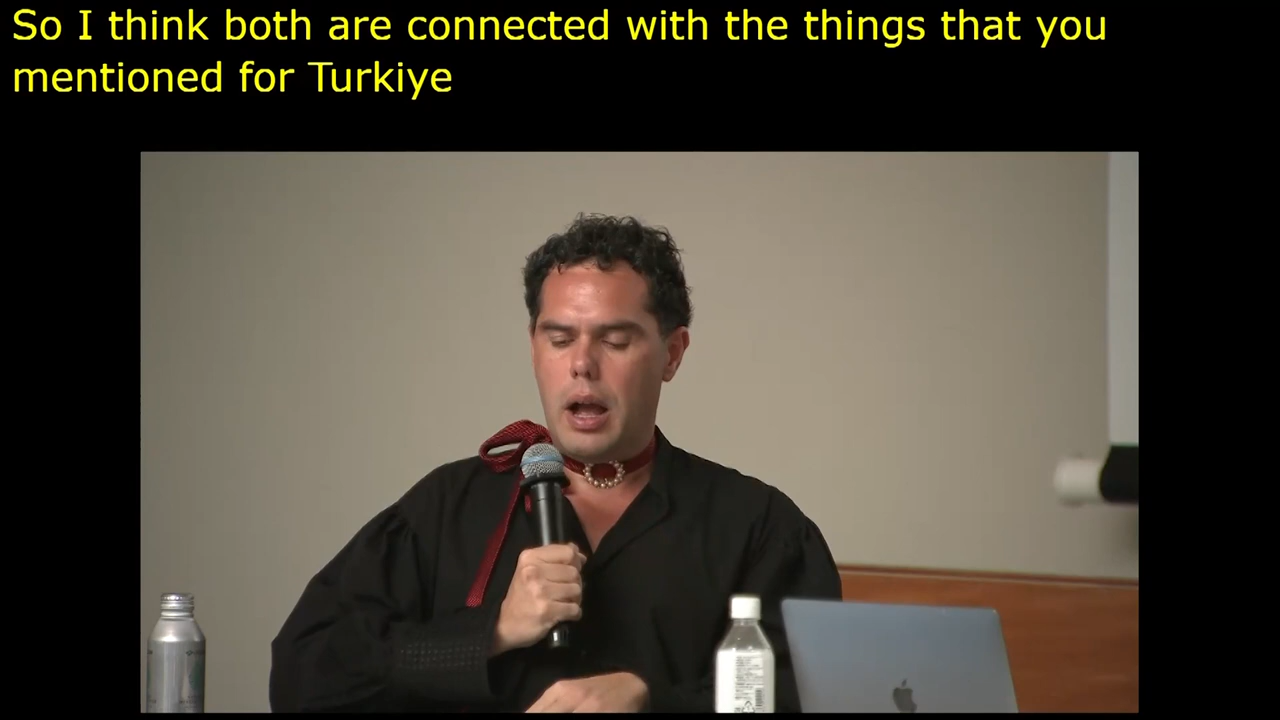 So I think both are connected with the things that you
mentioned for Turkiye